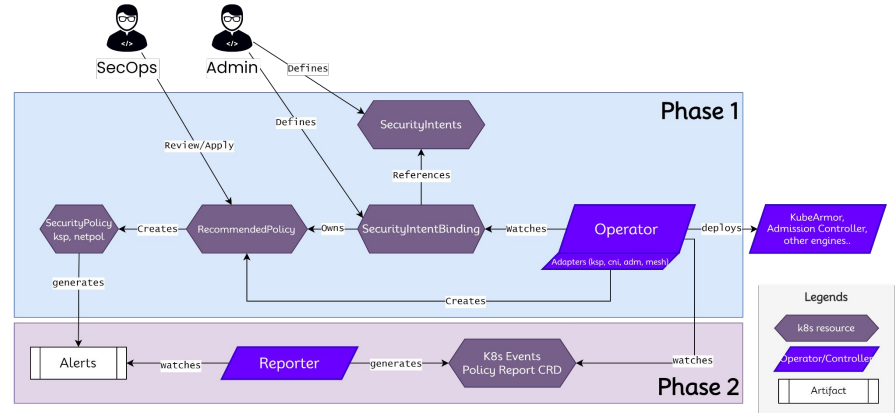 SecOps
Admin
Defines
Phase 1
SecurityIntents
Defines
Review/Apply
References
SecurityPolicy
ksp, netpol
Creates
RecommendedPolicy
Owns
SecurityIntentBinding
Watches
Operator
Adapters (ksp, cni, adm, mesh)
deploys
KubeArmor,
Admission Controller,
other engines..
generates
Creates
Legends
k8s resource
Operator/Controller
Artifact
Alerts
watches
Reporter
generates
K8s Events
Policy Report CRD
watches
Phase 2